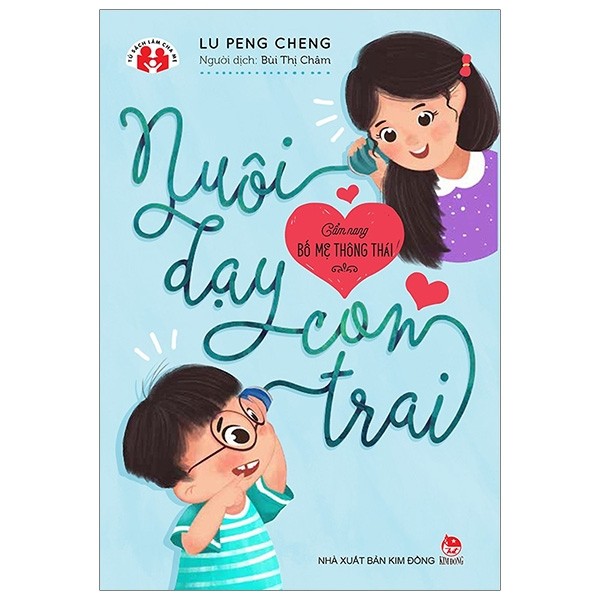 TỦ SÁCH LÀM CHA MẸ
LU PENG CHENG
Người dịch: Bùi Thị Châm
Nuôi
dạy
con
trai
Cẩm nang
BỐ MẸ THÔNG THÁI
NHÀ XUẤT BẢN KIM ĐỒNG
KIM ĐỒNG